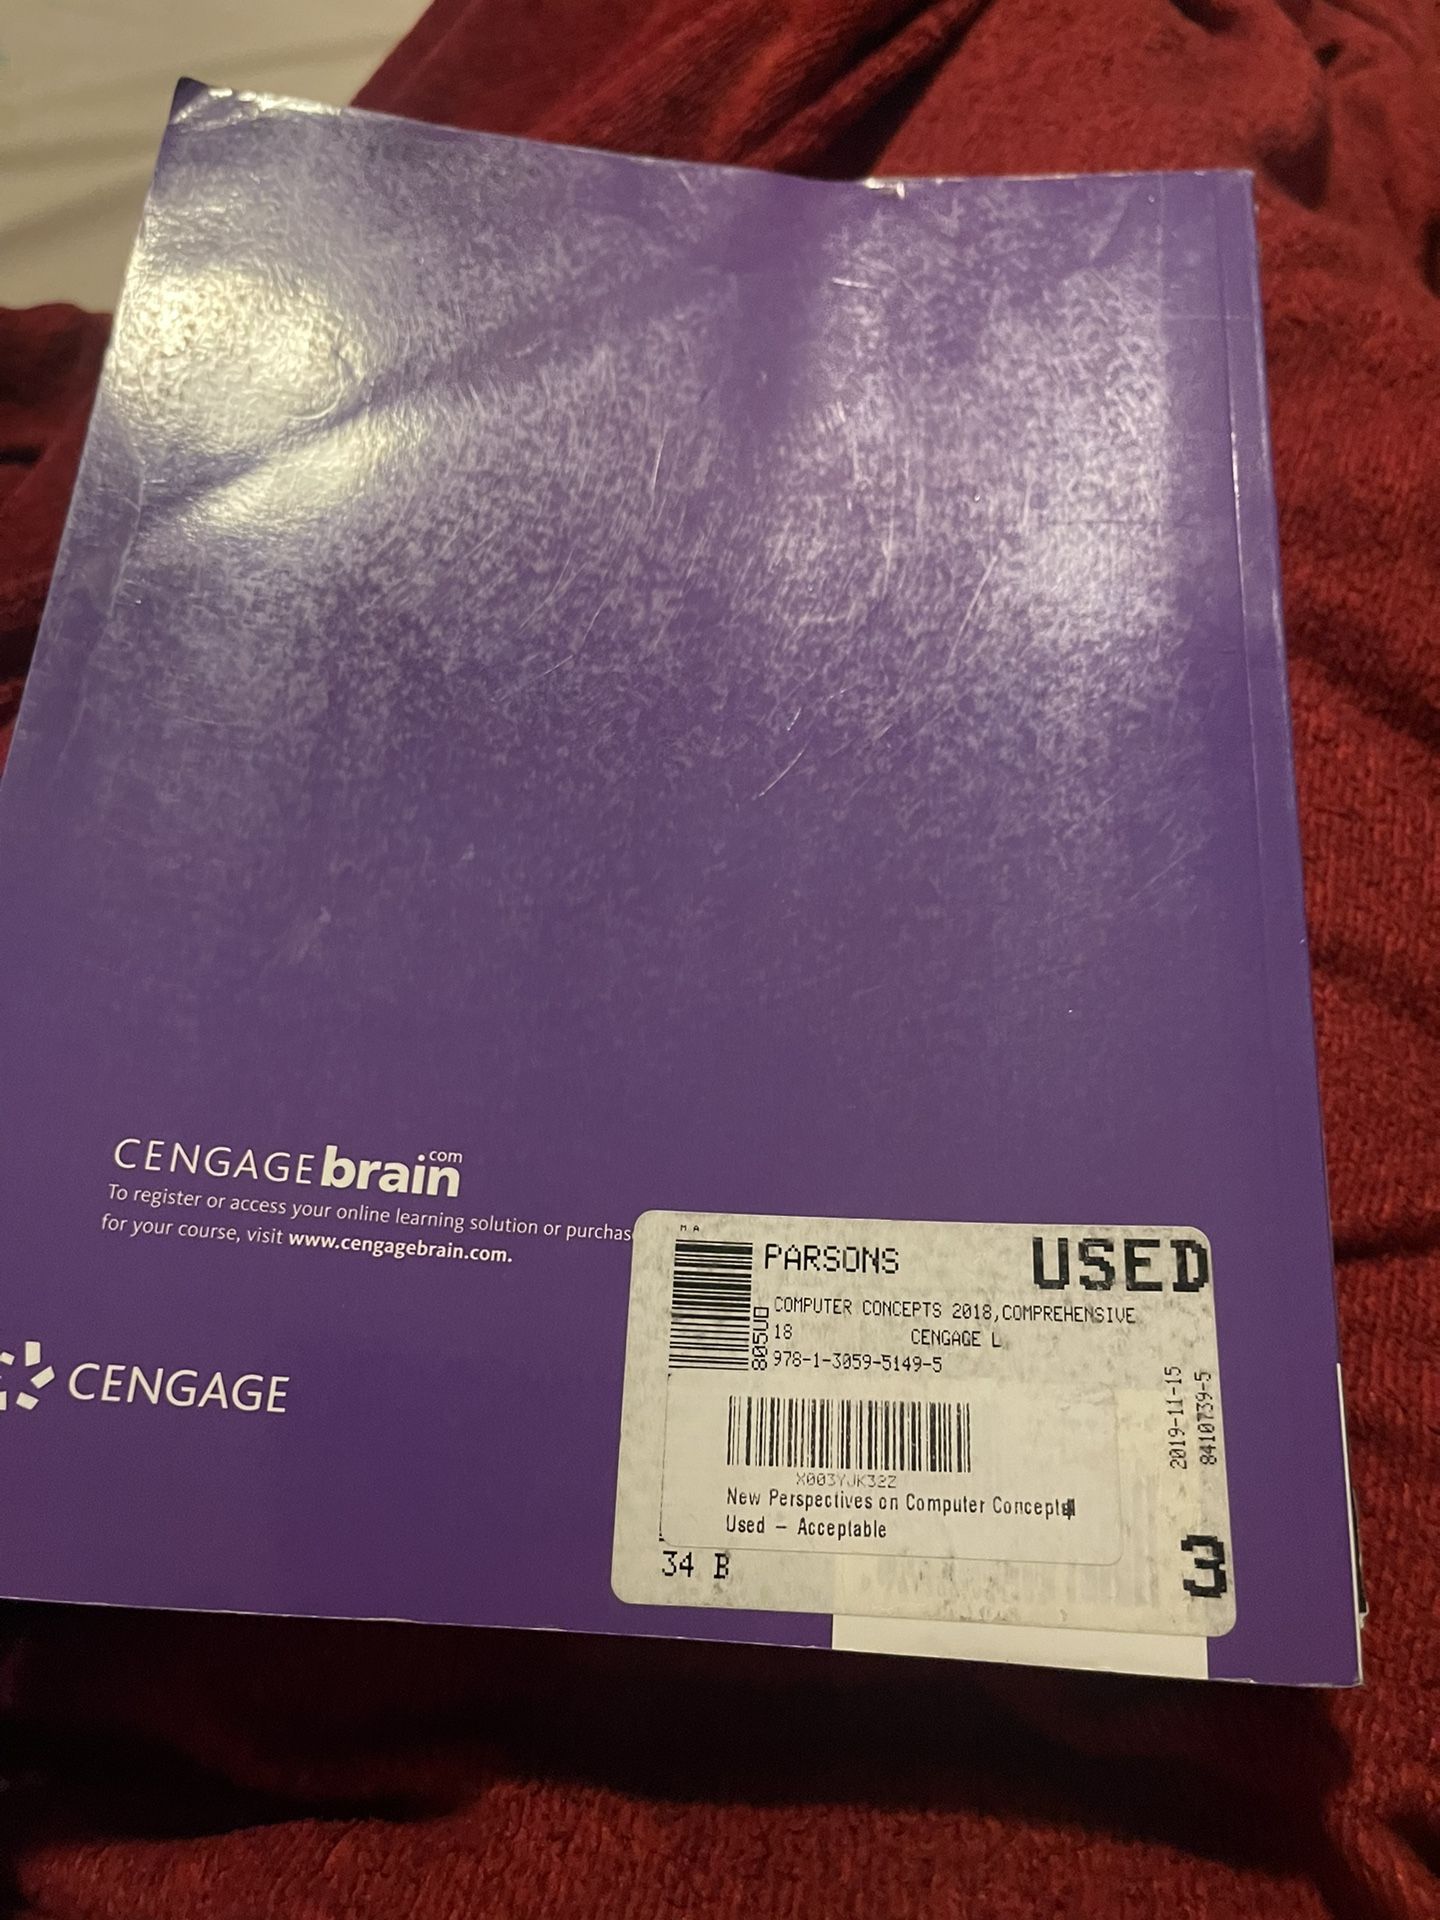 CENGAGEbrain.com
To register or access your online learning solution or purchas
for your course, visit www.cengagebrain.com.
CENGAGE
M A
PARSONS
USED
COMPUTER CONCEPTS 2018,COMPREHENSIVE
18 CENGAGE L
978-1-3059-5149-5
805UD
2019-11-15
8410739-5
X003YJK32Z
New Perspectives on Computer Concept
Used – Acceptable
34 B
3